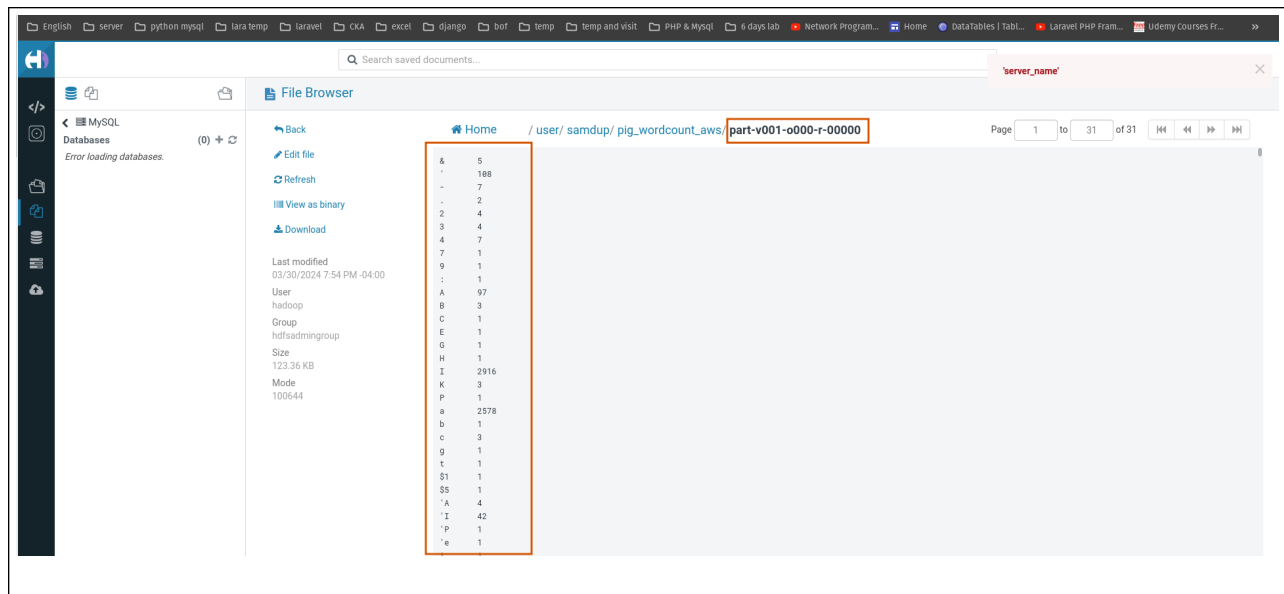 English server python mysql lara temp laravel CKA excel django bof temp temp and visit PHP & Mysql 6 days lab Network Program... Home DataTables | Tabl... Laravel PHP Fram... Udemy Courses Fr... »
Search saved documents...
'server_name'
File Browser
MySQL
Databases (0)
Error loading databases.
Back
Edit file
Refresh
View as binary
Download
Last modified
03/30/2024 7:54 PM -04:00
User
hadoop
Group
hdfsadmingroup
Size
123.36 KB
Mode
100644
Home / user/ samdup/ pig_wordcount_aws/ part-v001-o000-r-00000
Page 1 to 31 of 31
& 5
' 108
- 7
. 2
2 4
3 4
4 7
7 1
9 1
: 1
A 97
B 3
C 1
E 1
G 1
H 1
I 2916
K 3
P 1
a 2578
b 1
c 3
g 1
t 1
$1 1
$5 1
'A 4
'I 42
'P 1
'e 1